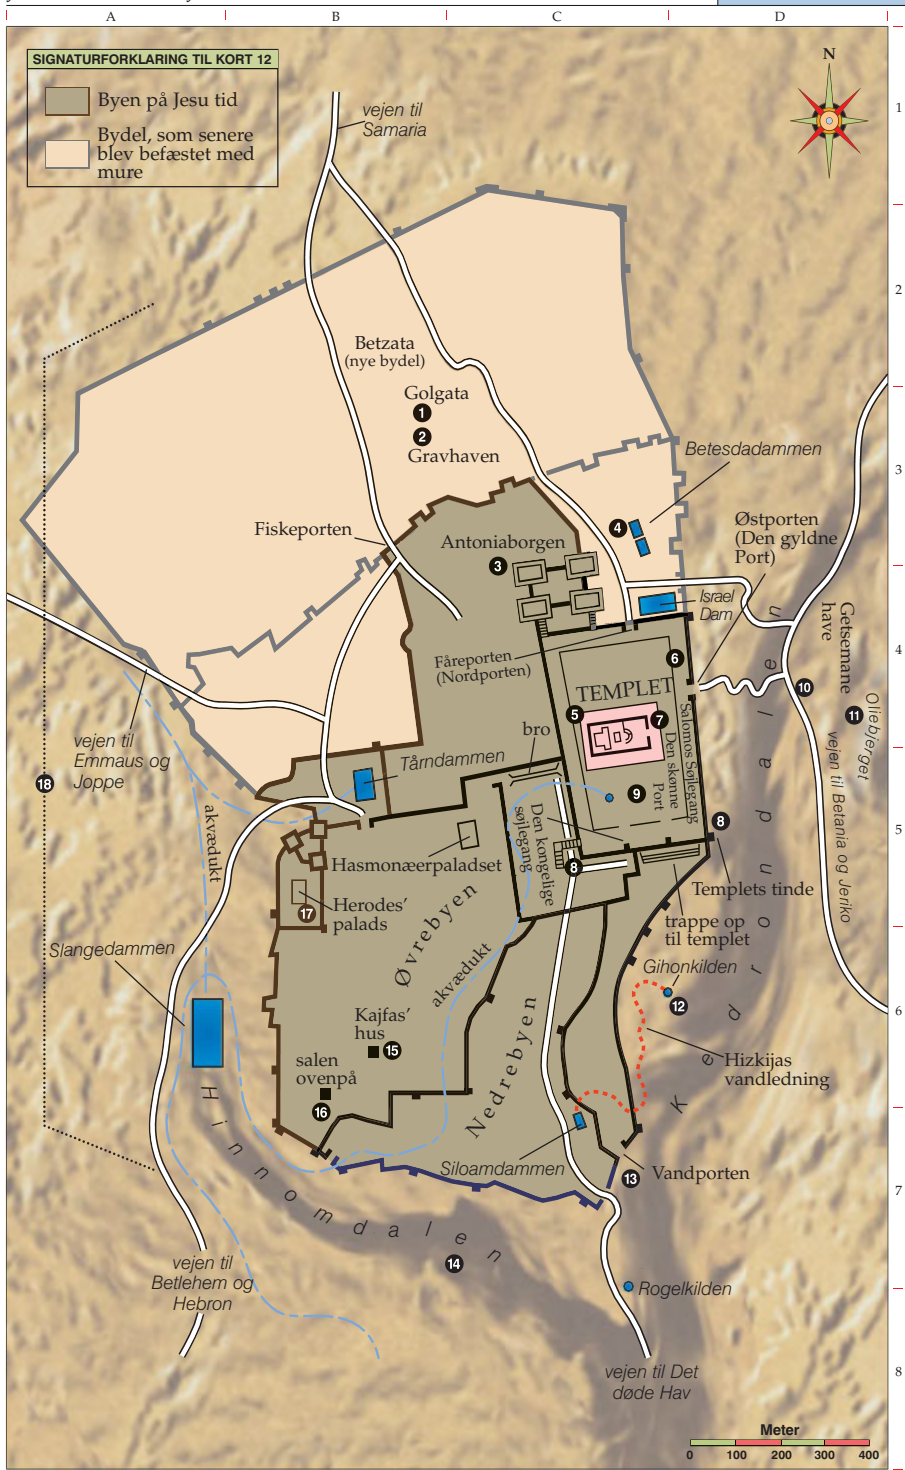 A
B
C
D
SIGNATURFORKLARING TIL KORT 12
Byen på Jesu tid
Bydel, som senere
blev befæstet med
mure
N
1
vejen til
Samaria
2
Betzata
(nye bydel)
Golgata
1
2
Gravhaven
3
Betesdadammen
Fiskeporten
Antoniaborgen
3
4
Østporten
(Den gyldne
Port)
Israel
Dam
Getsemane
have
4
Fåreporten
(Nordporten)
6
TEMPLET
5
7
10
11
Oliebjerget
vejen til
Emmaus og
Joppe
bro
Salomos Søjlegang
Den skønne
Port
vejen til Betania og Jeriko
18
Tårndammen
9
akvædukt
Den kongelige
søjlegang
8
5
Hasmonæerpaladset
8
Herodes'
palads
17
Templets tinde
trappe op
til templet
Øvrebyen
Slangedammen
akvædukt
Gihonkilden
12
6
Kajfas'
hus
15
Nedrebyen
Kedrondalen
Hizkijas
vandledning
salen
ovenpå
16
Hinnomdalen
Siloamdammen
13
Vandporten
7
14
vejen til
Betlehem og
Hebron
Rogelkilden
vejen til Det
døde Hav
8
Meter
0 100 200 300 400